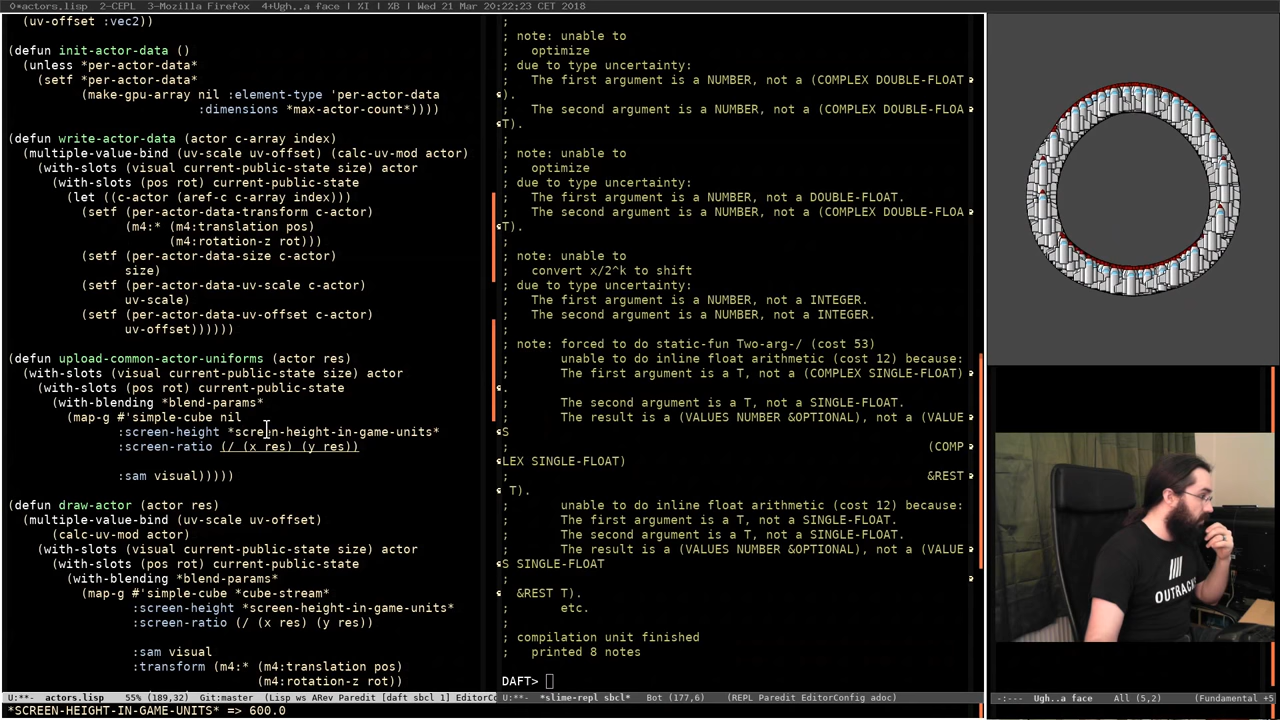 0*actors.lisp  2-CEPL  3-Mozilla Firefox  4+Ugh..a face | %I | %B | Wed 21 Mar 20:22:23 CET 2018
(uv-offset :vec2))
(defun init-actor-data ()
(unless *per-actor-data*
(setf *per-actor-data*
(make-gpu-array nil :element-type 'per-actor-data
:dimensions *max-actor-count*))))
(defun write-actor-data (actor c-array index)
(multiple-value-bind (uv-scale uv-offset) (calc-uv-mod actor)
(with-slots (visual current-public-state size) actor
(with-slots (pos rot) current-public-state
(let ((c-actor (aref-c c-array index)))
(setf (per-actor-data-transform c-actor)
(m4:* (m4:translation pos)
(m4:rotation-z rot)))
(setf (per-actor-data-size c-actor)
size)
(setf (per-actor-data-uv-scale c-actor)
uv-scale)
(setf (per-actor-data-uv-offset c-actor)
uv-offset))))))
(defun upload-common-actor-uniforms (actor res)
(with-slots (visual current-public-state size) actor
(with-slots (pos rot) current-public-state
(with-blending *blend-params*
(map-g #'simple-cube nil
:screen-height *screen-height-in-game-units*
:screen-ratio (/ (x res) (y res))
:sam visual)))))
(defun draw-actor (actor res)
(multiple-value-bind (uv-scale uv-offset)
(calc-uv-mod actor)
(with-slots (visual current-public-state size) actor
(with-slots (pos rot) current-public-state
(with-blending *blend-params*
(map-g #'simple-cube *cube-stream*
:screen-height *screen-height-in-game-units*
:screen-ratio (/ (x res) (y res))
:sam visual
:transform (m4:* (m4:translation pos)
(m4:rotation-z rot))
U:**-  actors.lisp   55% (189,32)   Git:master  (Lisp ws ARev Paredit [daft sbcl 1] EditorCo
*SCREEN-HEIGHT-IN-GAME-UNITS* => 600.0
;
; note: unable to
;   optimize
; due to type uncertainty:
;   The first argument is a NUMBER, not a (COMPLEX DOUBLE-FLOAT
).
;   The second argument is a NUMBER, not a (COMPLEX DOUBLE-FLOA
T).
;
; note: unable to
;   optimize
; due to type uncertainty:
;   The first argument is a NUMBER, not a DOUBLE-FLOAT.
;   The second argument is a NUMBER, not a (COMPLEX DOUBLE-FLOA
T).
;
; note: unable to
;   convert x/2^k to shift
; due to type uncertainty:
;   The first argument is a NUMBER, not a INTEGER.
;   The second argument is a NUMBER, not a INTEGER.
;
; note: forced to do static-fun Two-arg-/ (cost 53)
;       unable to do inline float arithmetic (cost 12) because:
;       The first argument is a T, not a (COMPLEX SINGLE-FLOAT)
.
;       The second argument is a T, not a SINGLE-FLOAT.
;       The result is a (VALUES NUMBER &OPTIONAL), not a (VALUE
S
;       (COMP
LEX SINGLE-FLOAT)
;       &REST
T).
;       unable to do inline float arithmetic (cost 12) because:
;       The first argument is a T, not a SINGLE-FLOAT.
;       The second argument is a T, not a SINGLE-FLOAT.
;       The result is a (VALUES NUMBER &OPTIONAL), not a (VALUE
S SINGLE-FLOAT
;
&REST T).
;       etc.
;
; compilation unit finished
;   printed 8 notes
DAFT>
U:**-  *slime-repl sbcl*   Bot (177,6)   (REPL Paredit EditorConfig adoc)
-:---  Ugh..a face   All (5,2)   (Fundamental +5
OUTRACKS